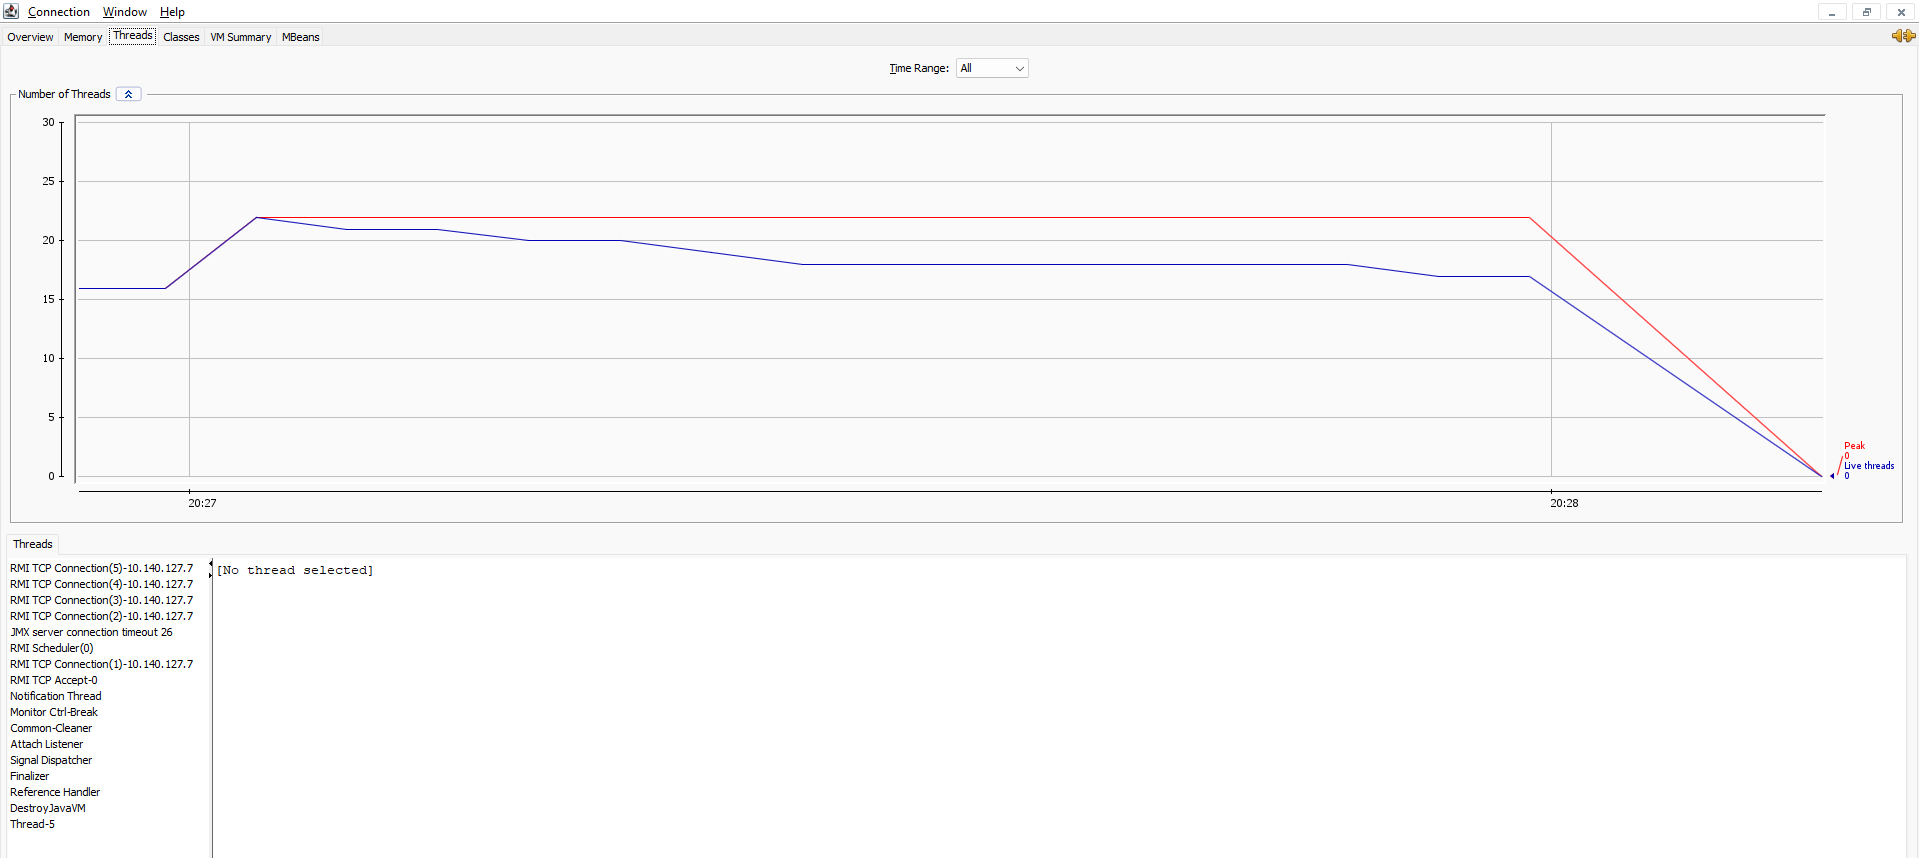 Connection Window Help
Overview Memory Threads Classes VM Summary MBeans
Time Range: All
Number of Threads
30
25
20
15
10
5
0
Peak
0
Live threads
0
20:27 20:28
Threads
RMI TCP Connection(5)-10.140.127.7
RMI TCP Connection(4)-10.140.127.7
RMI TCP Connection(3)-10.140.127.7
RMI TCP Connection(2)-10.140.127.7
JMX server connection timeout 26
RMI Scheduler(0)
RMI TCP Connection(1)-10.140.127.7
RMI TCP Accept-0
Notification Thread
Monitor Ctrl-Break
Common-Cleaner
Attach Listener
Signal Dispatcher
Finalizer
Reference Handler
DestroyJavaVM
Thread-5
[No thread selected]